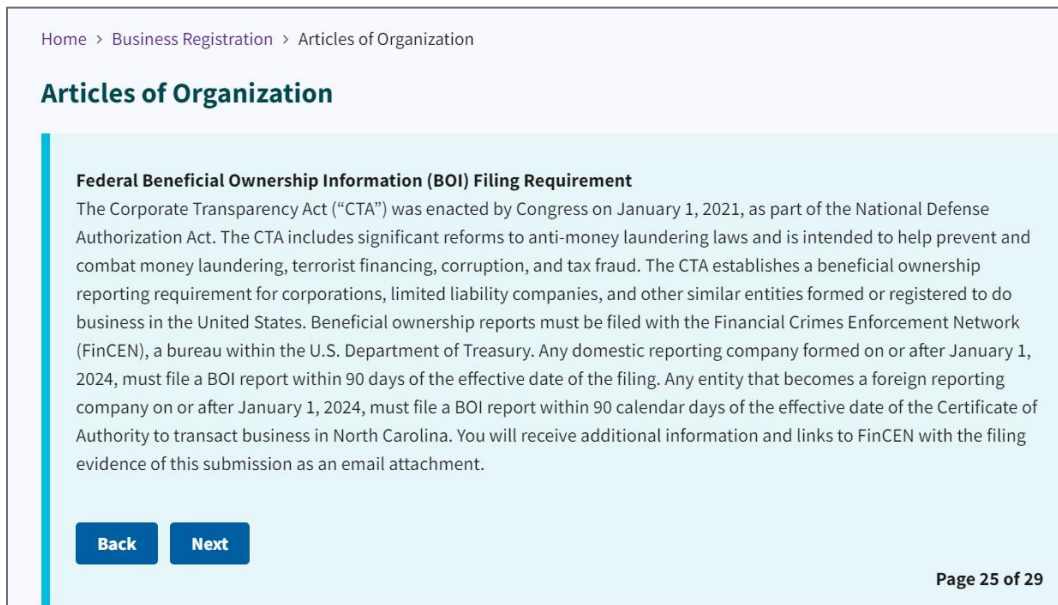 Home > Business Registration > Articles of Organization
Articles of Organization
Federal Beneficial Ownership Information (BOI) Filing Requirement
The Corporate Transparency Act (“CTA”) was enacted by Congress on January 1, 2021, as part of the National Defense
Authorization Act. The CTA includes significant reforms to anti-money laundering laws and is intended to help prevent and
combat money laundering, terrorist financing, corruption, and tax fraud. The CTA establishes a beneficial ownership
reporting requirement for corporations, limited liability companies, and other similar entities formed or registered to do
business in the United States. Beneficial ownership reports must be filed with the Financial Crimes Enforcement Network
(FinCEN), a bureau within the U.S. Department of Treasury. Any domestic reporting company formed on or after January 1,
2024, must file a BOI report within 90 days of the effective date of the filing. Any entity that becomes a foreign reporting
company on or after January 1, 2024, must file a BOI report within 90 calendar days of the effective date of the Certificate of
Authority to transact business in North Carolina. You will receive additional information and links to FinCEN with the filing
evidence of this submission as an email attachment.
Back Next
Page 25 of 29